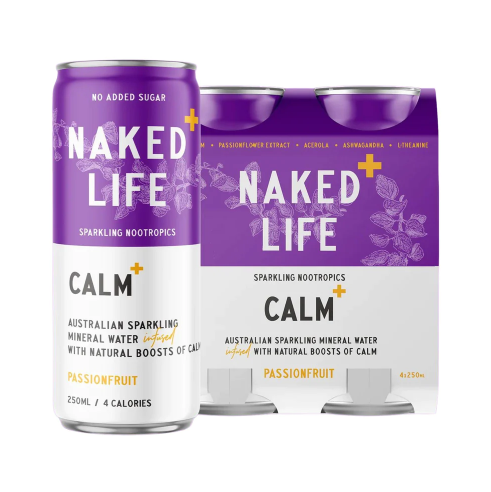 NO ADDED SUGAR
NAKED+
LIFE
SPARKLING NOOTROPICS
CALM+
AUSTRALIAN SPARKLING
MINERAL WATER infused
WITH NATURAL BOOSTS OF CALM
PASSIONFRUIT
250ML / 4 CALORIES
• PASSIONFLOWER EXTRACT • ACEROLA • ASHWAGANDHA • L-THEANINE
NAKED+
LIFE
SPARKLING NOOTROPICS
CALM+
AUSTRALIAN SPARKLING MINERAL WATER
infused WITH NATURAL BOOSTS OF CALM
PASSIONFRUIT
4x250ML